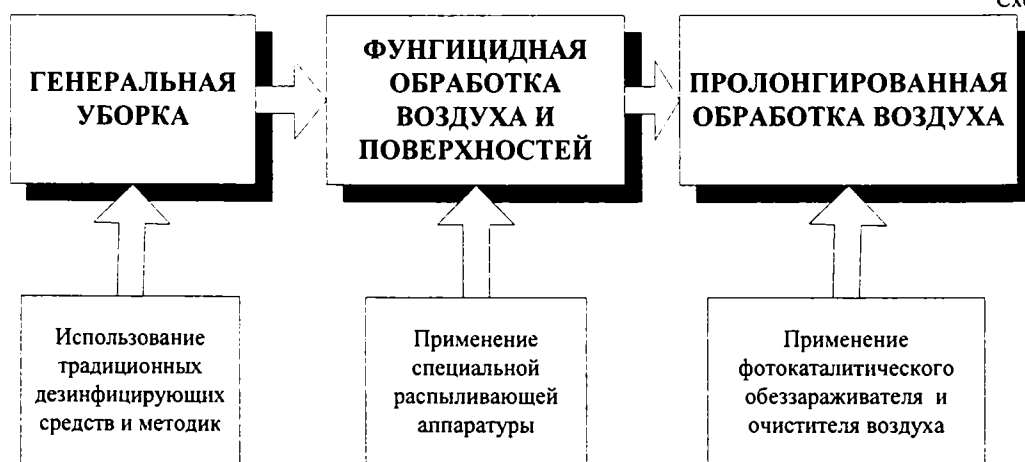 Схе
ГЕНЕРАЛЬНАЯ
УБОРКА
ФУНГИЦИДНАЯ
ОБРАБОТКА
ВОЗДУХА И
ПОВЕРХНОСТЕЙ
ПРОЛОНГИРОВАННАЯ
ОБРАБОТКА ВОЗДУХА
Использование
традиционных
дезинфицирующих
средств и методик
Применение
специальной
распыливающей
аппаратуры
Применение
фотокаталитического
обеззараживателя и
очистителя воздуха